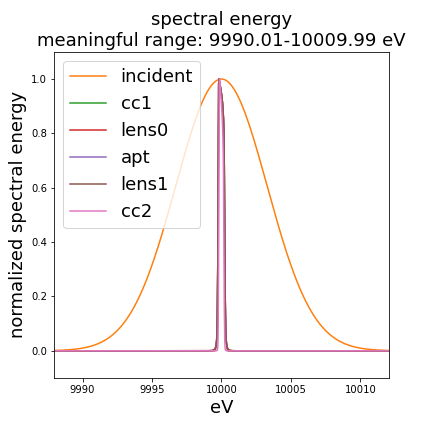 spectral energy
meaningful range: 9990.01-10009.99 eV
normalized spectral energy
1.0
0.8
0.6
0.4
0.2
0.0
incident
cc1
lens0
apt
lens1
cc2
9990 9995 10000 10005 10010
eV